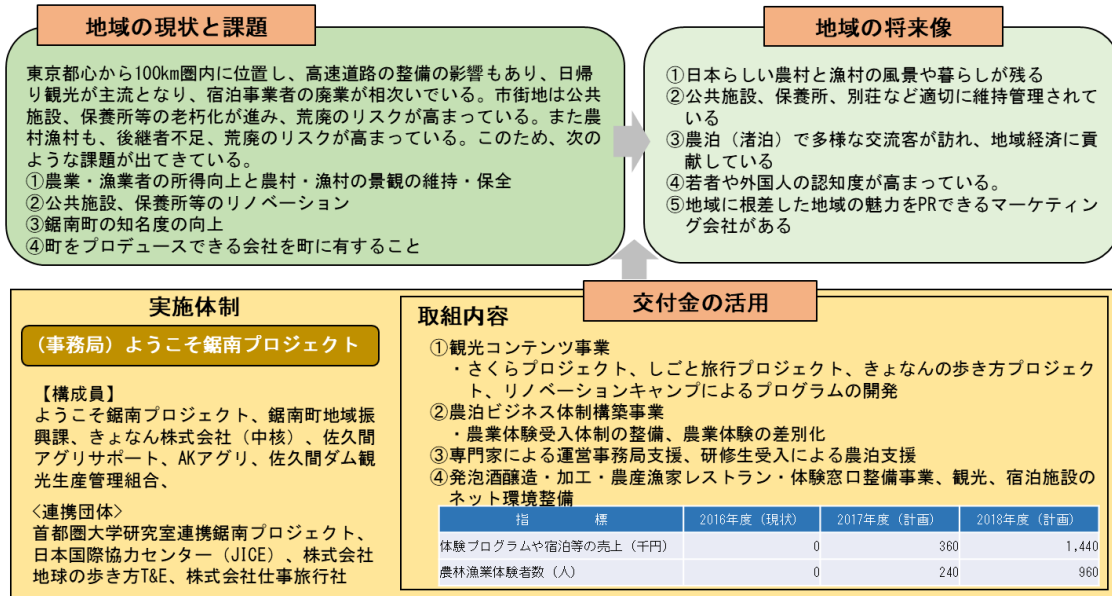 地域の現状と課題
東京都心から100km圏内に位置し、高速道路の整備の影響もあり、日帰
り観光が主流となり、宿泊事業者の廃業が相次いでいる。市街地は公共
施設、保養所等の老朽化が進み、荒廃のリスクが高まっている。また農
村漁村も、後継者不足、荒廃のリスクが高まっている。このため、次の
ような課題が出てきている。
①農業・漁業者の所得向上と農村・漁村の景観の維持・保全
②公共施設、保養所等のリノベーション
③鋸南町の知名度の向上
④町をプロデュースできる会社を町に有すること
地域の将来像
①日本らしい農村と漁村の風景や暮らしが残る
②公共施設、保養所、別荘など適切に維持管理されて
いる
③農泊（渚泊）で多様な交流客が訪れ、地域経済に貢
献している
④若者や外国人の認知度が高まっている。
⑤地域に根差した地域の魅力をPRできるマーケティン
グ会社がある
交付金の活用
実施体制
（事務局）ようこそ鋸南プロジェクト
【構成員】
ようこそ鋸南プロジェクト、鋸南町地域振
興課、きょなん株式会社（中核）、佐久間
アグリサポート、AKアグリ、佐久間ダム観
光生産管理組合、
<連携団体>
首都圏大学研究室連携鋸南プロジェクト、
日本国際協力センター（JICE）、株式会社
地球の歩き方T&E、株式会社仕事旅行社
取組内容
①観光コンテンツ事業
・さくらプロジェクト、しごと旅行プロジェクト、きょなんの歩き方プロジェク
ト、リノベーションキャンプによるプログラムの開発
②農泊ビジネス体制構築事業
・農業体験受入体制の整備、農業体験の差別化
③専門家による運営事務局支援、研修生受入による農泊支援
④発泡酒醸造・加工・農産漁家レストラン・体験窓口整備事業、観光、宿泊施設の
ネット環境整備
指　標 2016年度（現状） 2017年度（計画） 2018年度（計画）
体験プログラムや宿泊等の売上（千円） 0 360 1,440
農林漁業体験者数（人） 0 240 960